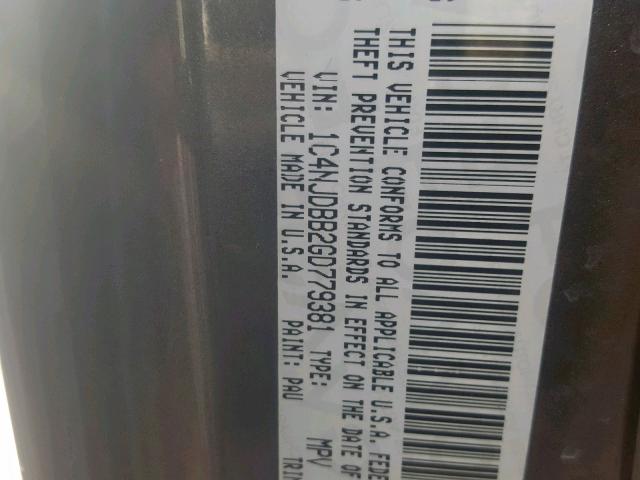 THIS VEHICLE CONFORMS TO ALL APPLICABLE U.S.A. FEDE
THEFT PREVENTION STANDARDS IN EFFECT ON THE DATE OF
VIN: 1C4NJDBB2GD779381 TYPE: MPV
VEHICLE MADE IN U.S.A. PAINT: PAU TRIN